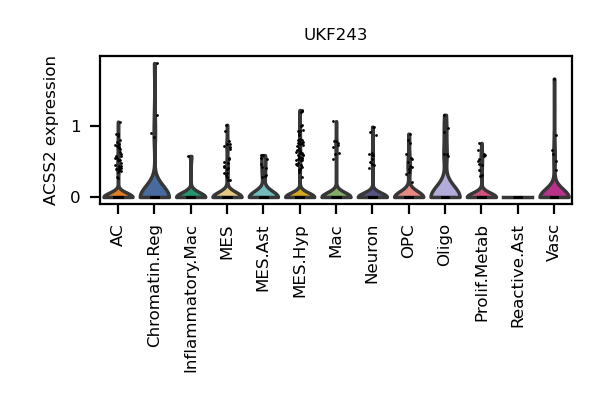 UKF243
ACSS2 expression
1
0
AC
Chromatin.Reg
Inflammatory.Mac
MES
MES.Ast
MES.Hyp
Mac
Neuron
OPC
Oligo
Prolif.Metab
Reactive.Ast
Vasc